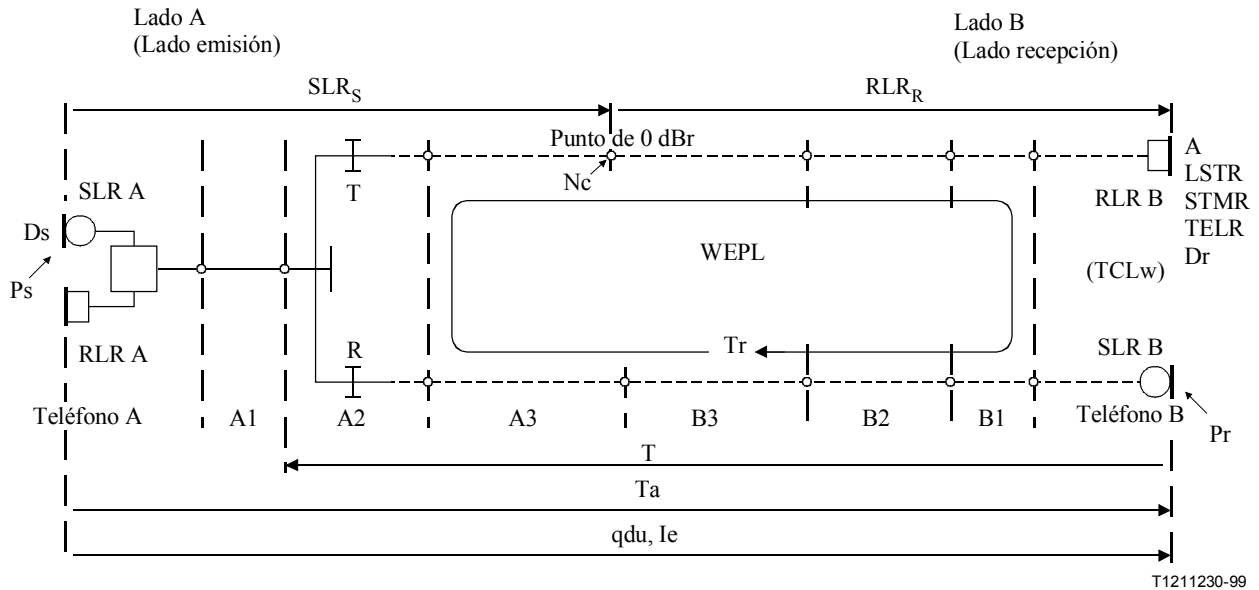 Lado A
(Lado emisión)
Lado B
(Lado recepción)
SLRS
RLRR
Punto de 0 dBr
Nc
T
SLR A
Ds
Ps
RLR A
WEPL
RLR B
A
LSTR
STMR
TELR
Dr
(TCLw)
R
Tr
SLR B
Teléfono A
A1
A2
A3
B3
B2
B1
Teléfono B
Pr
T
Ta
qdu, Ie
T1211230-99